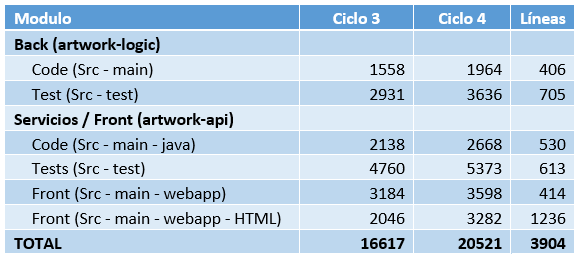 Modulo Ciclo 3 Ciclo 4 Líneas
Back (artwork-logic)
Code (Src - main) 1558 1964 406
Test (Src - test) 2931 3636 705
Servicios / Front (artwork-api)
Code (Src - main - java) 2138 2668 530
Tests (Src - test) 4760 5373 613
Front (Src - main - webapp) 3184 3598 414
Front (Src - main - webapp - HTML) 2046 3282 1236
TOTAL 16617 20521 3904